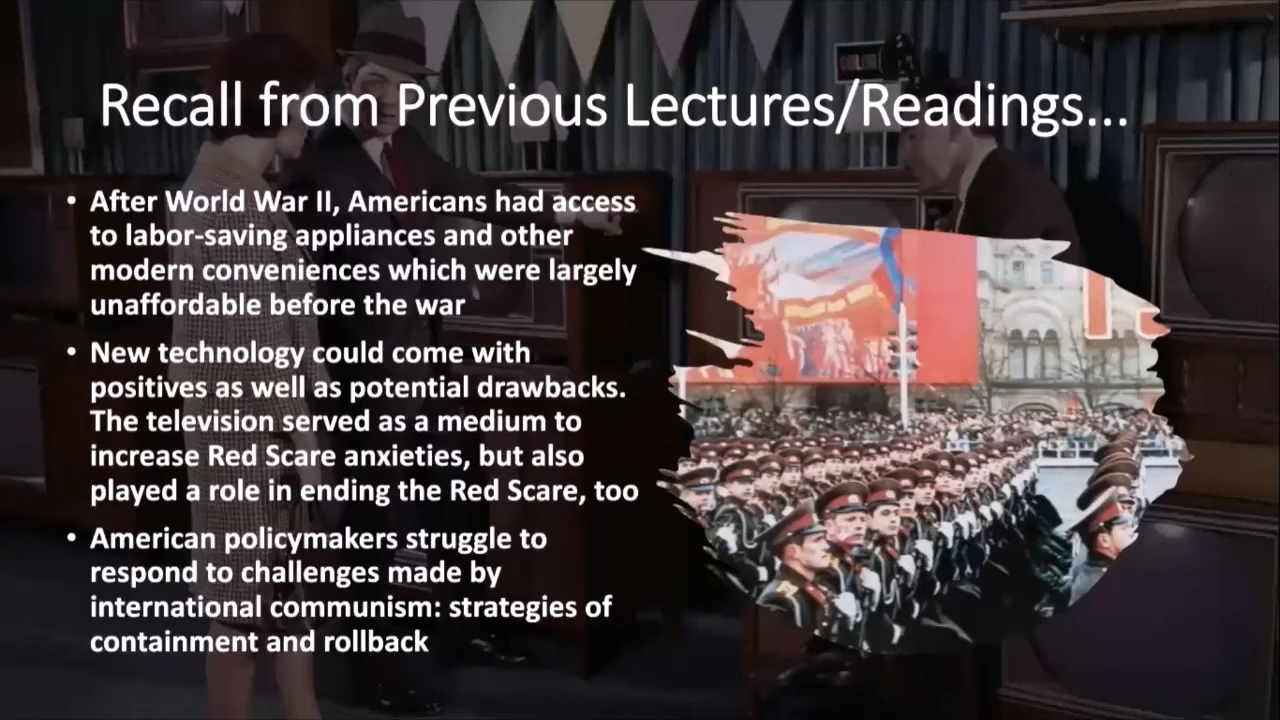 Recall from Previous Lectures/Readings...
• After World War II, Americans had access
to labor-saving appliances and other
modern conveniences which were largely
unaffordable before the war
• New technology could come with
positives as well as potential drawbacks.
The television served as a medium to
increase Red Scare anxieties, but also
played a role in ending the Red Scare, too
• American policymakers struggle to
respond to challenges made by
international communism: strategies of
containment and rollback
COLOR